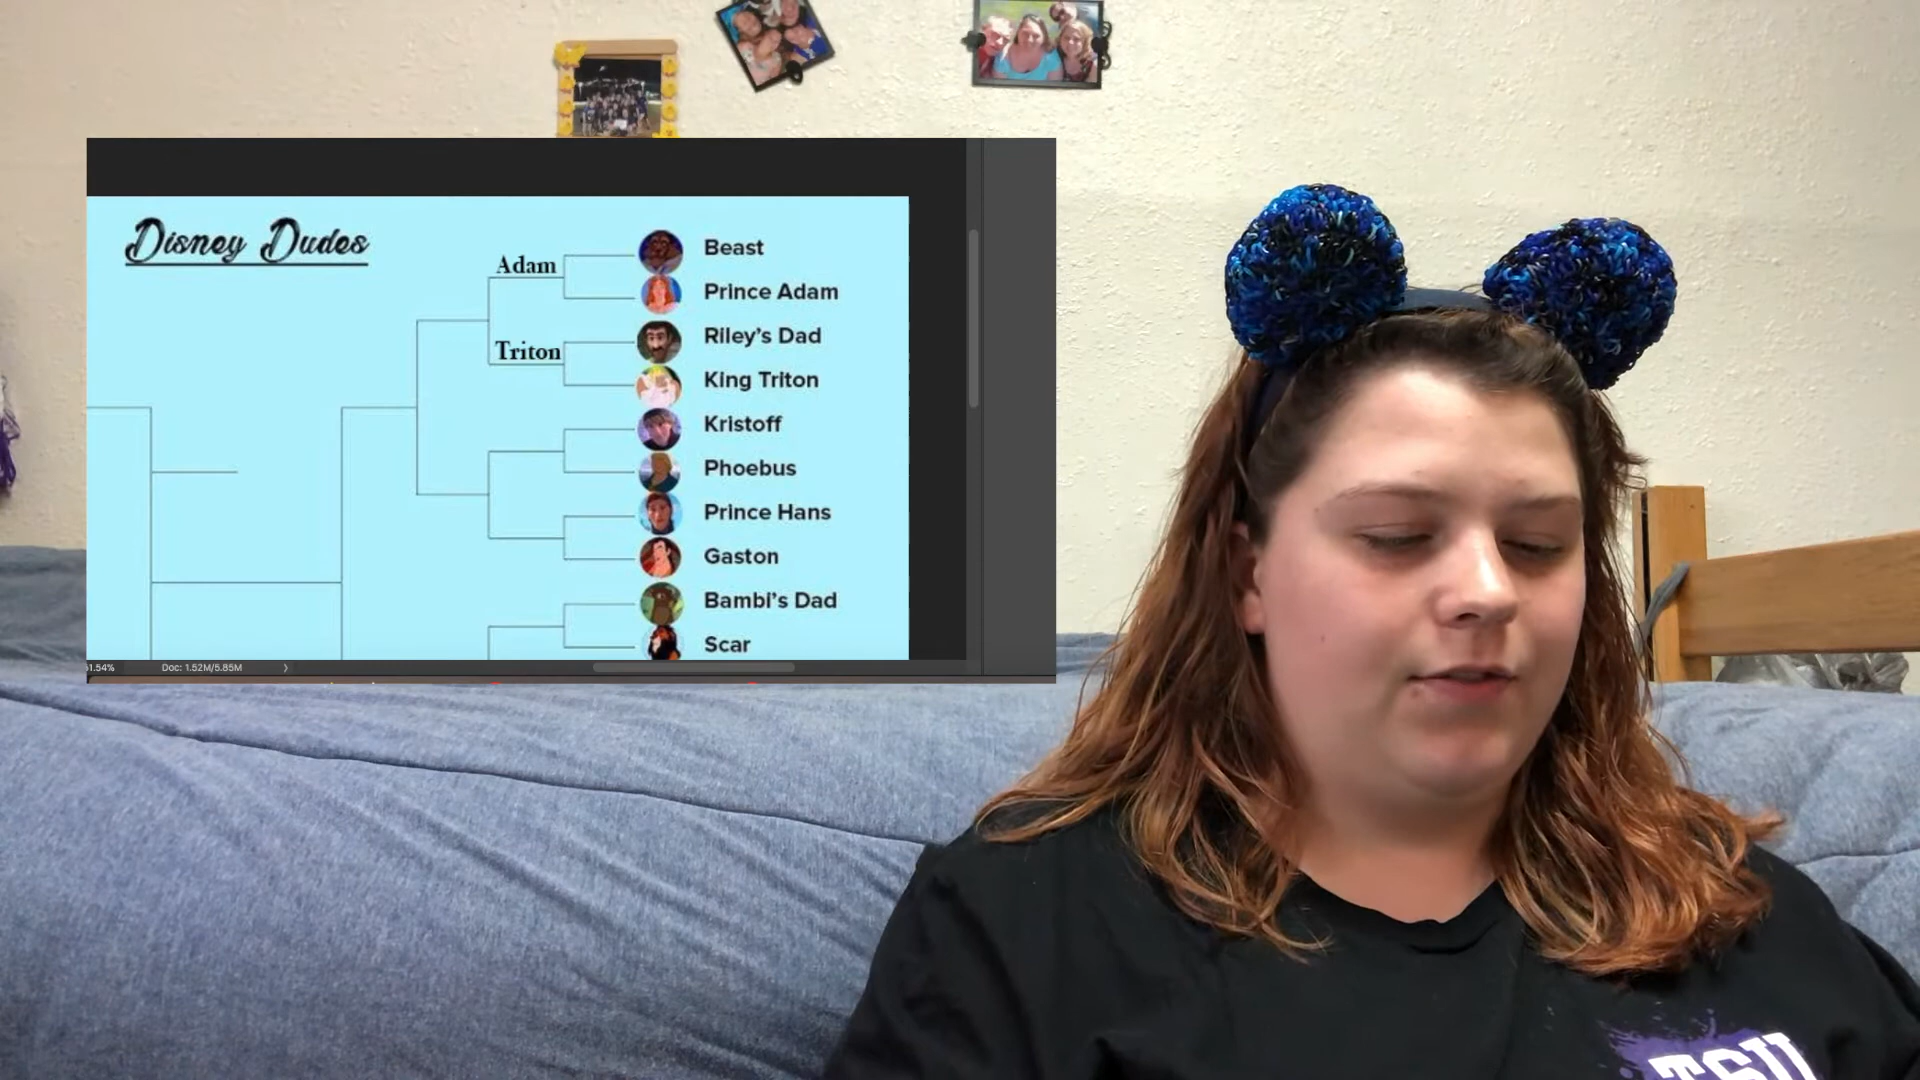 Disney Dudes
Adam
Triton
Beast
Prince Adam
Riley's Dad
King Triton
Kristoff
Phoebus
Prince Hans
Gaston
Bambi's Dad
Scar
Doc: 1.52M/5.85M
TSU